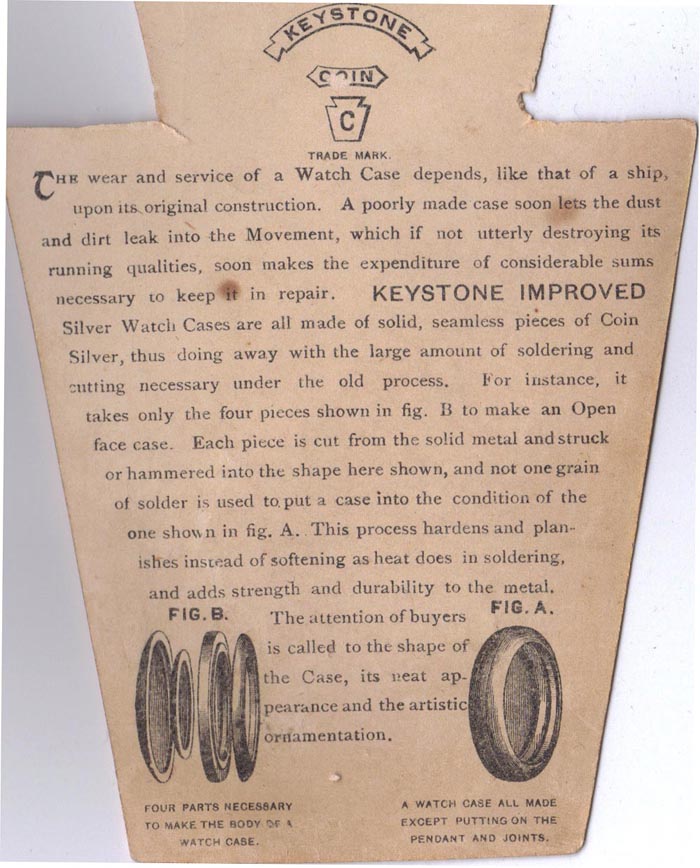 KEYSTONE
COIN
C
TRADE MARK.
THE wear and service of a Watch Case depends, like that of a ship,
upon its original construction. A poorly made case soon lets the dust
and dirt leak into the Movement, which if not utterly destroying its
running qualities, soon makes the expenditure of considerable sums
necessary to keep it in repair. KEYSTONE IMPROVED
Silver Watch Cases are all made of solid, seamless pieces of Coin
Silver, thus doing away with the large amount of soldering and
cutting necessary under the old process. For instance, it
takes only the four pieces shown in fig. B to make an Open
face case. Each piece is cut from the solid metal and struck
or hammered into the shape here shown, and not one grain
of solder is used to put a case into the condition of the
one shown in fig. A. This process hardens and plan-
ishes instead of softening as heat does in soldering,
and adds strength and durability to the metal.
FIG. B.
The attention of buyers
is called to the shape of
the Case, its neat ap-
pearance and the artistic
ornamentation.
FIG. A.
FOUR PARTS NECESSARY
TO MAKE THE BODY OF A
WATCH CASE.
A WATCH CASE ALL MADE
EXCEPT PUTTING ON THE
PENDANT AND JOINTS.